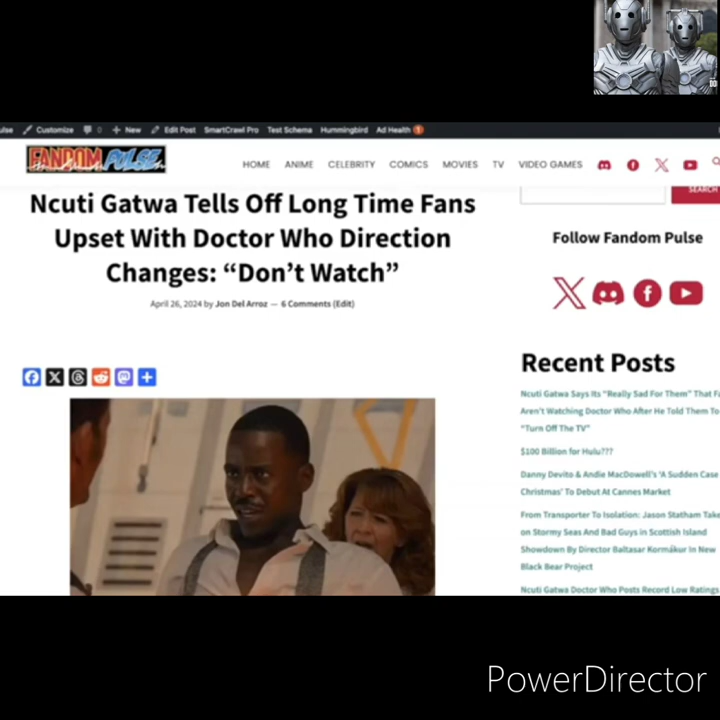 Customize 0 + New Edit Post SmartCrawl Pro Test Schema Hummingbird Ad Health 1
FANDOM PULSE
HOME ANIME CELEBRITY COMICS MOVIES TV VIDEO GAMES
Ncuti Gatwa Tells Off Long Time Fans
Upset With Doctor Who Direction
Changes: “Don’t Watch”
April 26, 2024 by Jon Del Arroz — 6 Comments (Edit)
SEARCH
Follow Fandom Pulse
Recent Posts
Ncuti Gatwa Says Its “Really Sad For Them” That
Aren’t Watching Doctor Who After He Told Them To
“Turn Off The TV”
$100 Billion for Hulu???
Danny Devito & Andie MacDowell’s ‘A Sudden Case
Christmas’ To Debut At Cannes Market
From Transporter To Isolation: Jason Statham
on Stormy Seas And Bad Guys in Scottish Island
Showdown By Director Baltasar Kormákur In New
Black Bear Project
Ncuti Gatwa Doctor Who Posts Record Low Ratings
PowerDirector